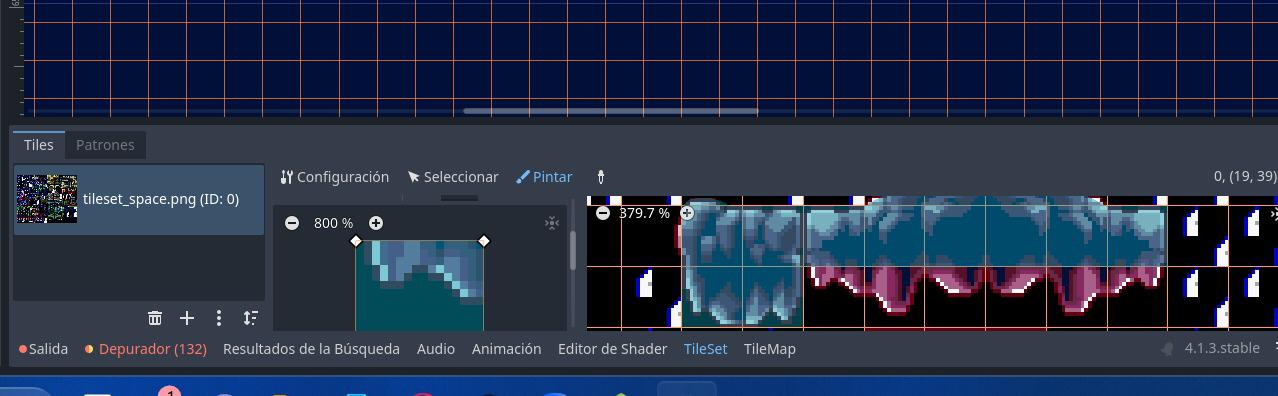 Tiles Patrones
Configuración Seleccionar Pintar 0, (19, 39)
tileset_space.png (ID: 0)
800 % 379.7 %
Salida Depurador (132) Resultados de la Búsqueda Audio Animación Editor de Shader TileSet TileMap 4.1.3.stable
1